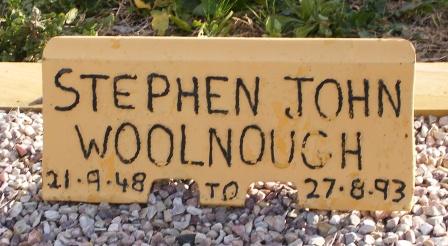 STEPHEN JOHN
WOOLNOUGH
21.9.48 TO 27.8.93